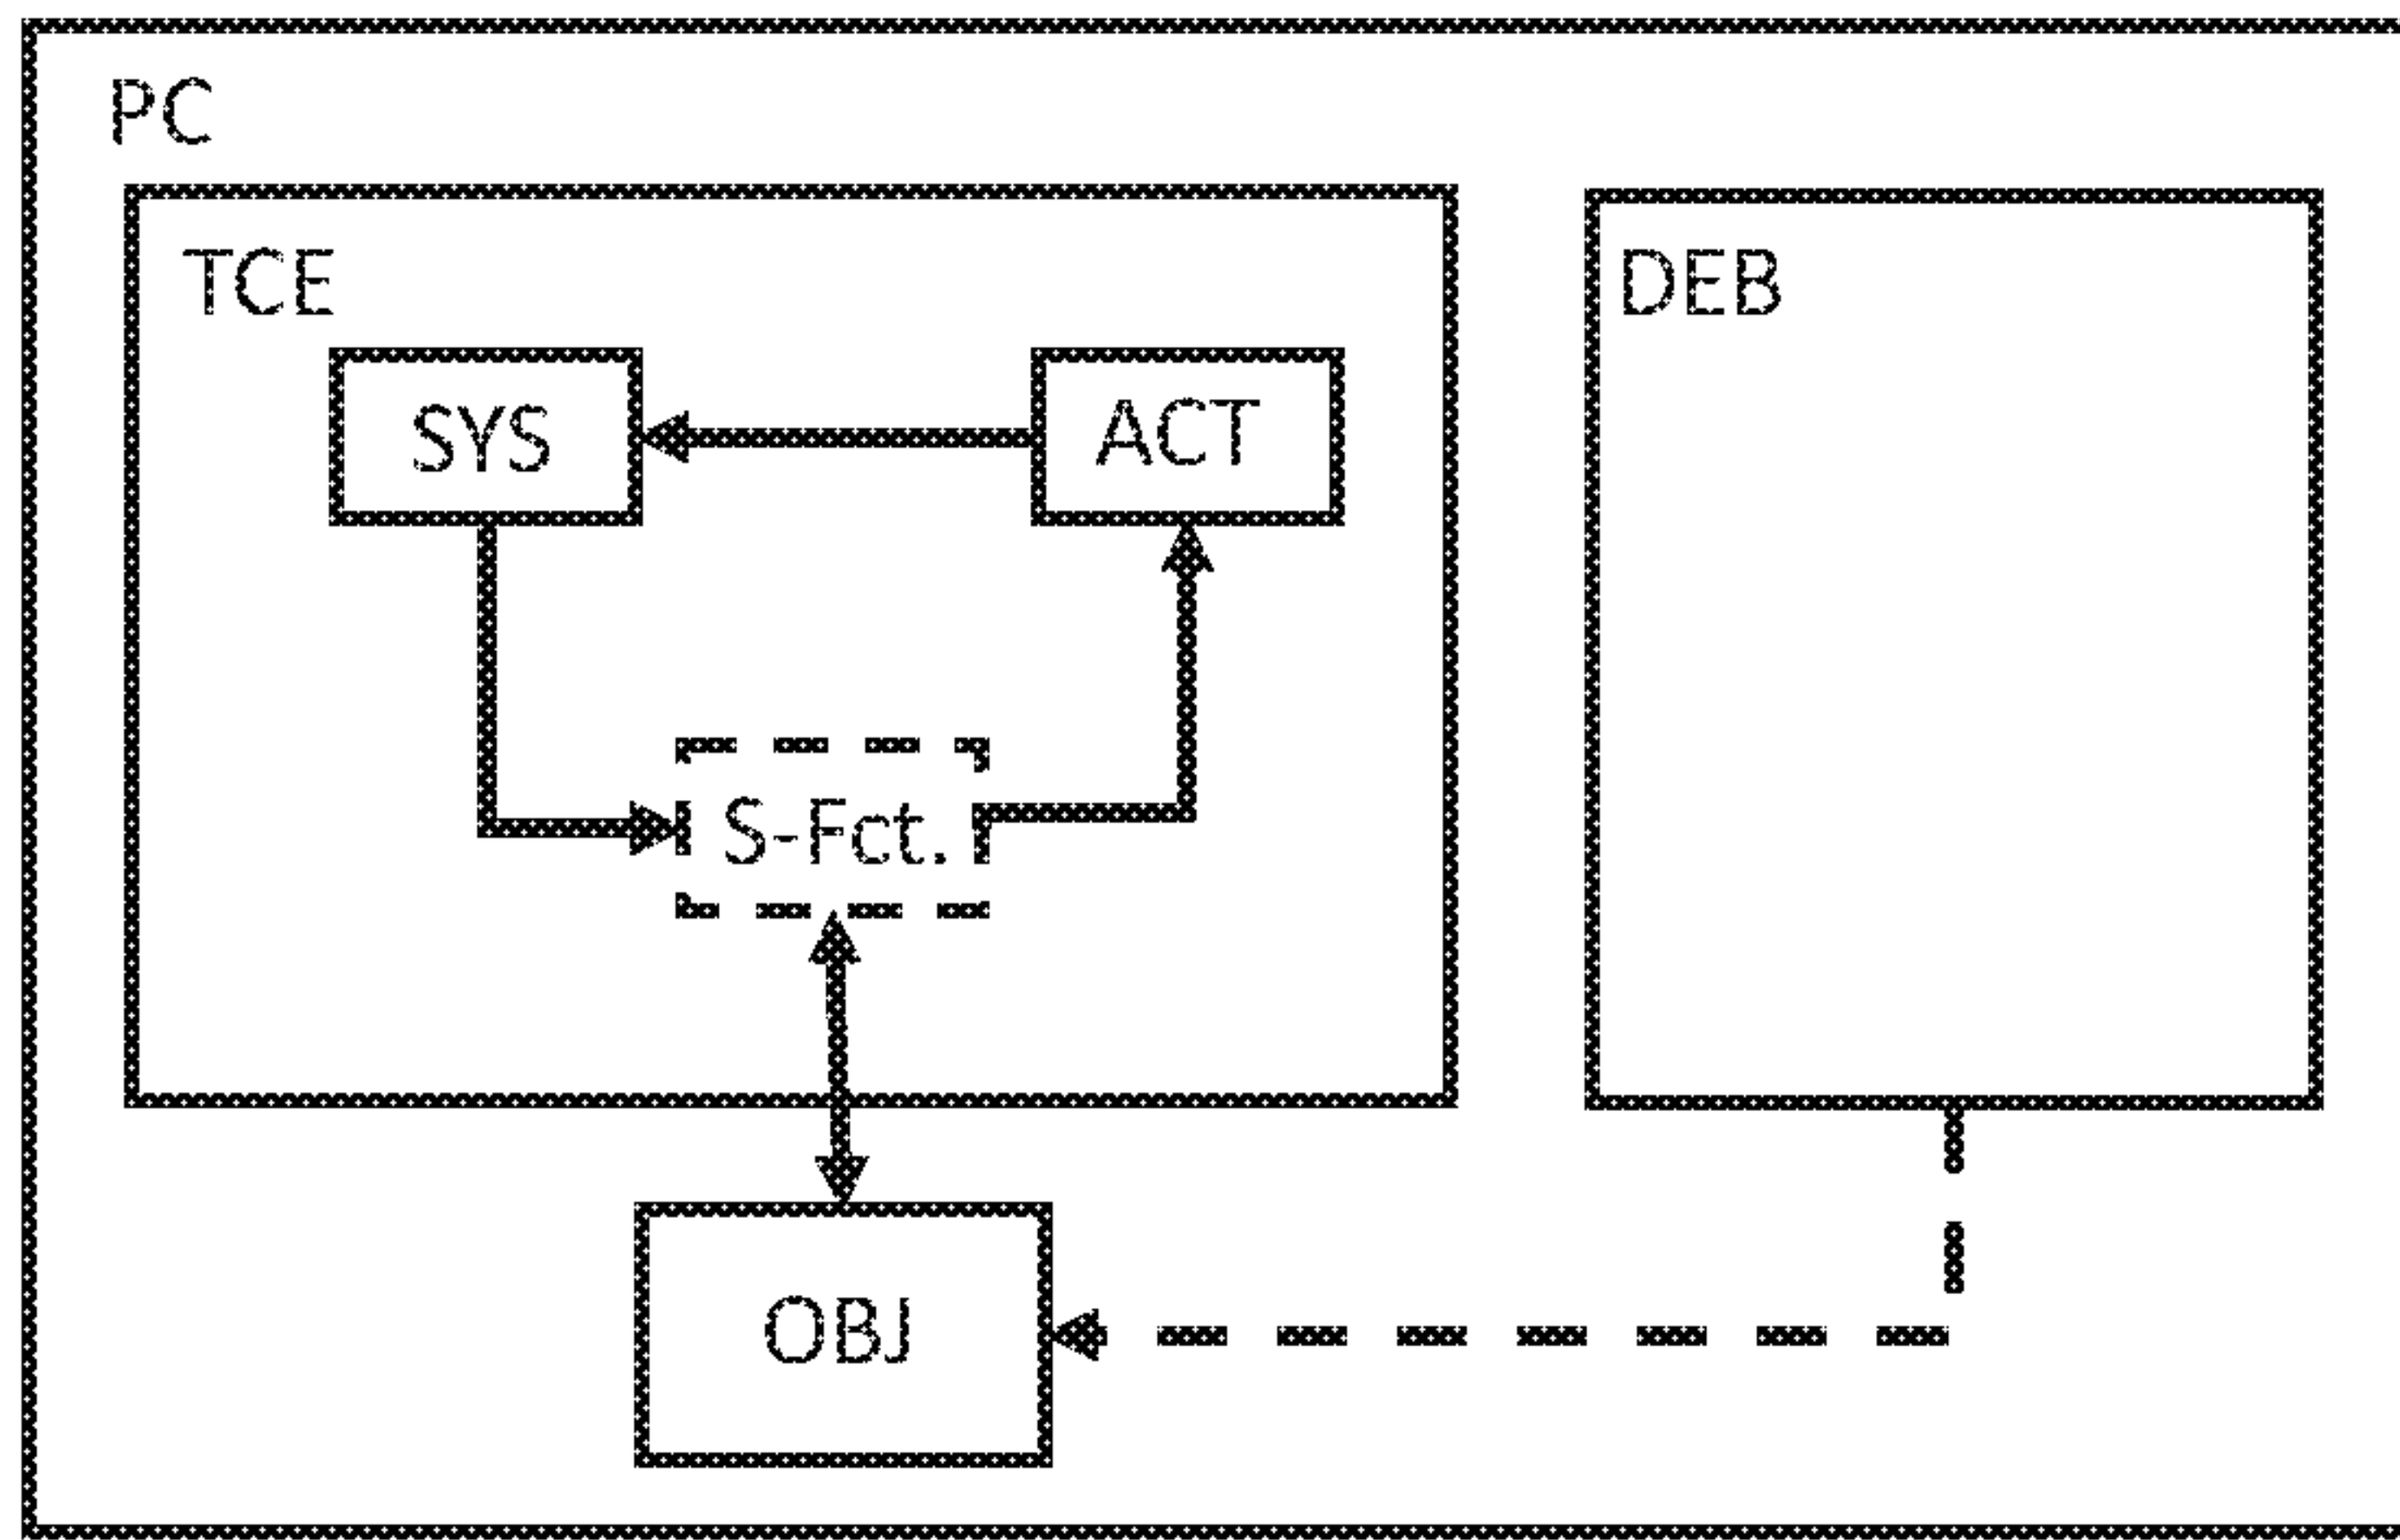 PC
TCE
DEB
SYS
ACT
S-Fct.
OBJ